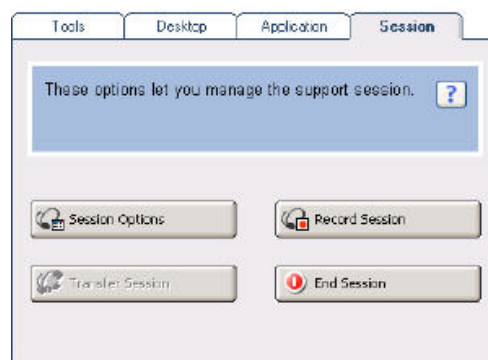 Tools
Desktop
Application
Session
These options let you manage the support session.
?
Session Options
Record Session
Transfer Session
End Session